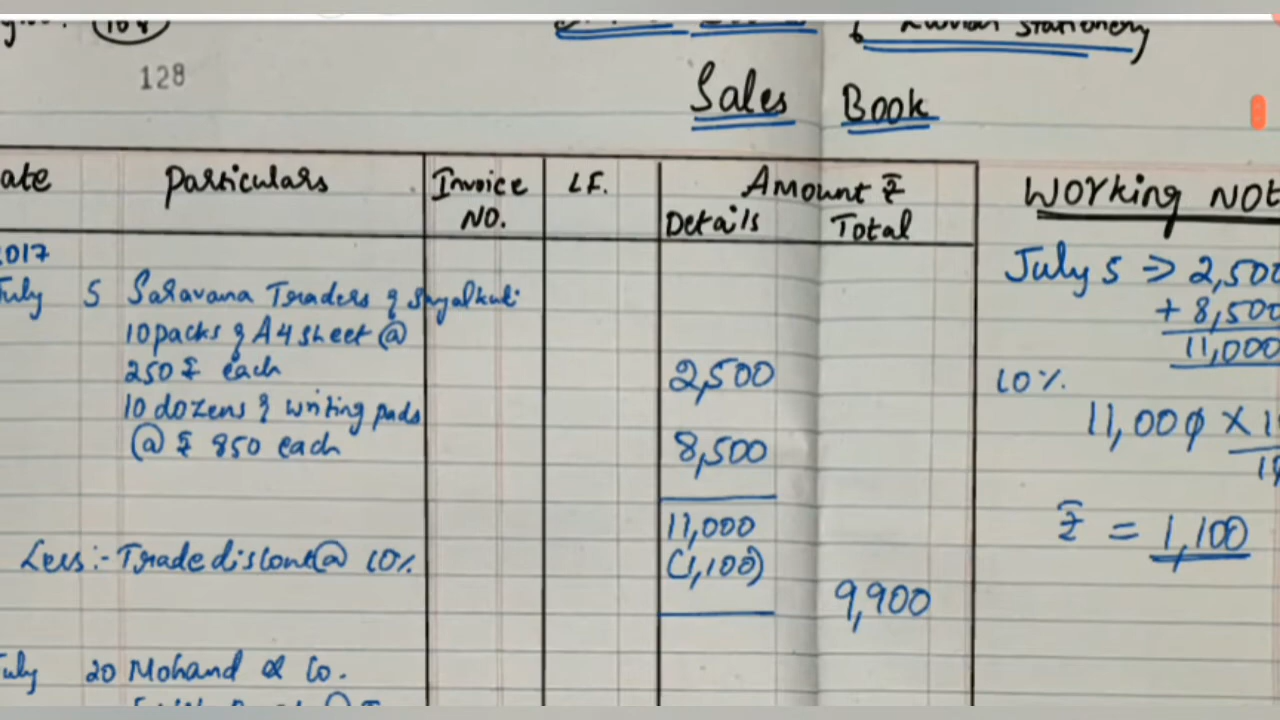 108
Stationery
128
Sales Book
ate Particulars Invoice NO. L.F. Amount ₹
Details Total
Working NOT
2017
July 5 Saravana Traders
10 packs of A4 sheet @
250 ₹ each 2,500
10 dozens of writing pads
@ ₹ 850 each 8,500
11,000
Less:- Trade discount @ 10% (1,100)
9,900
July 20 Mohand & Co.
July 5 => 2,500
+ 8,500
11,000
10%
11,000 X
₹ = 1,100